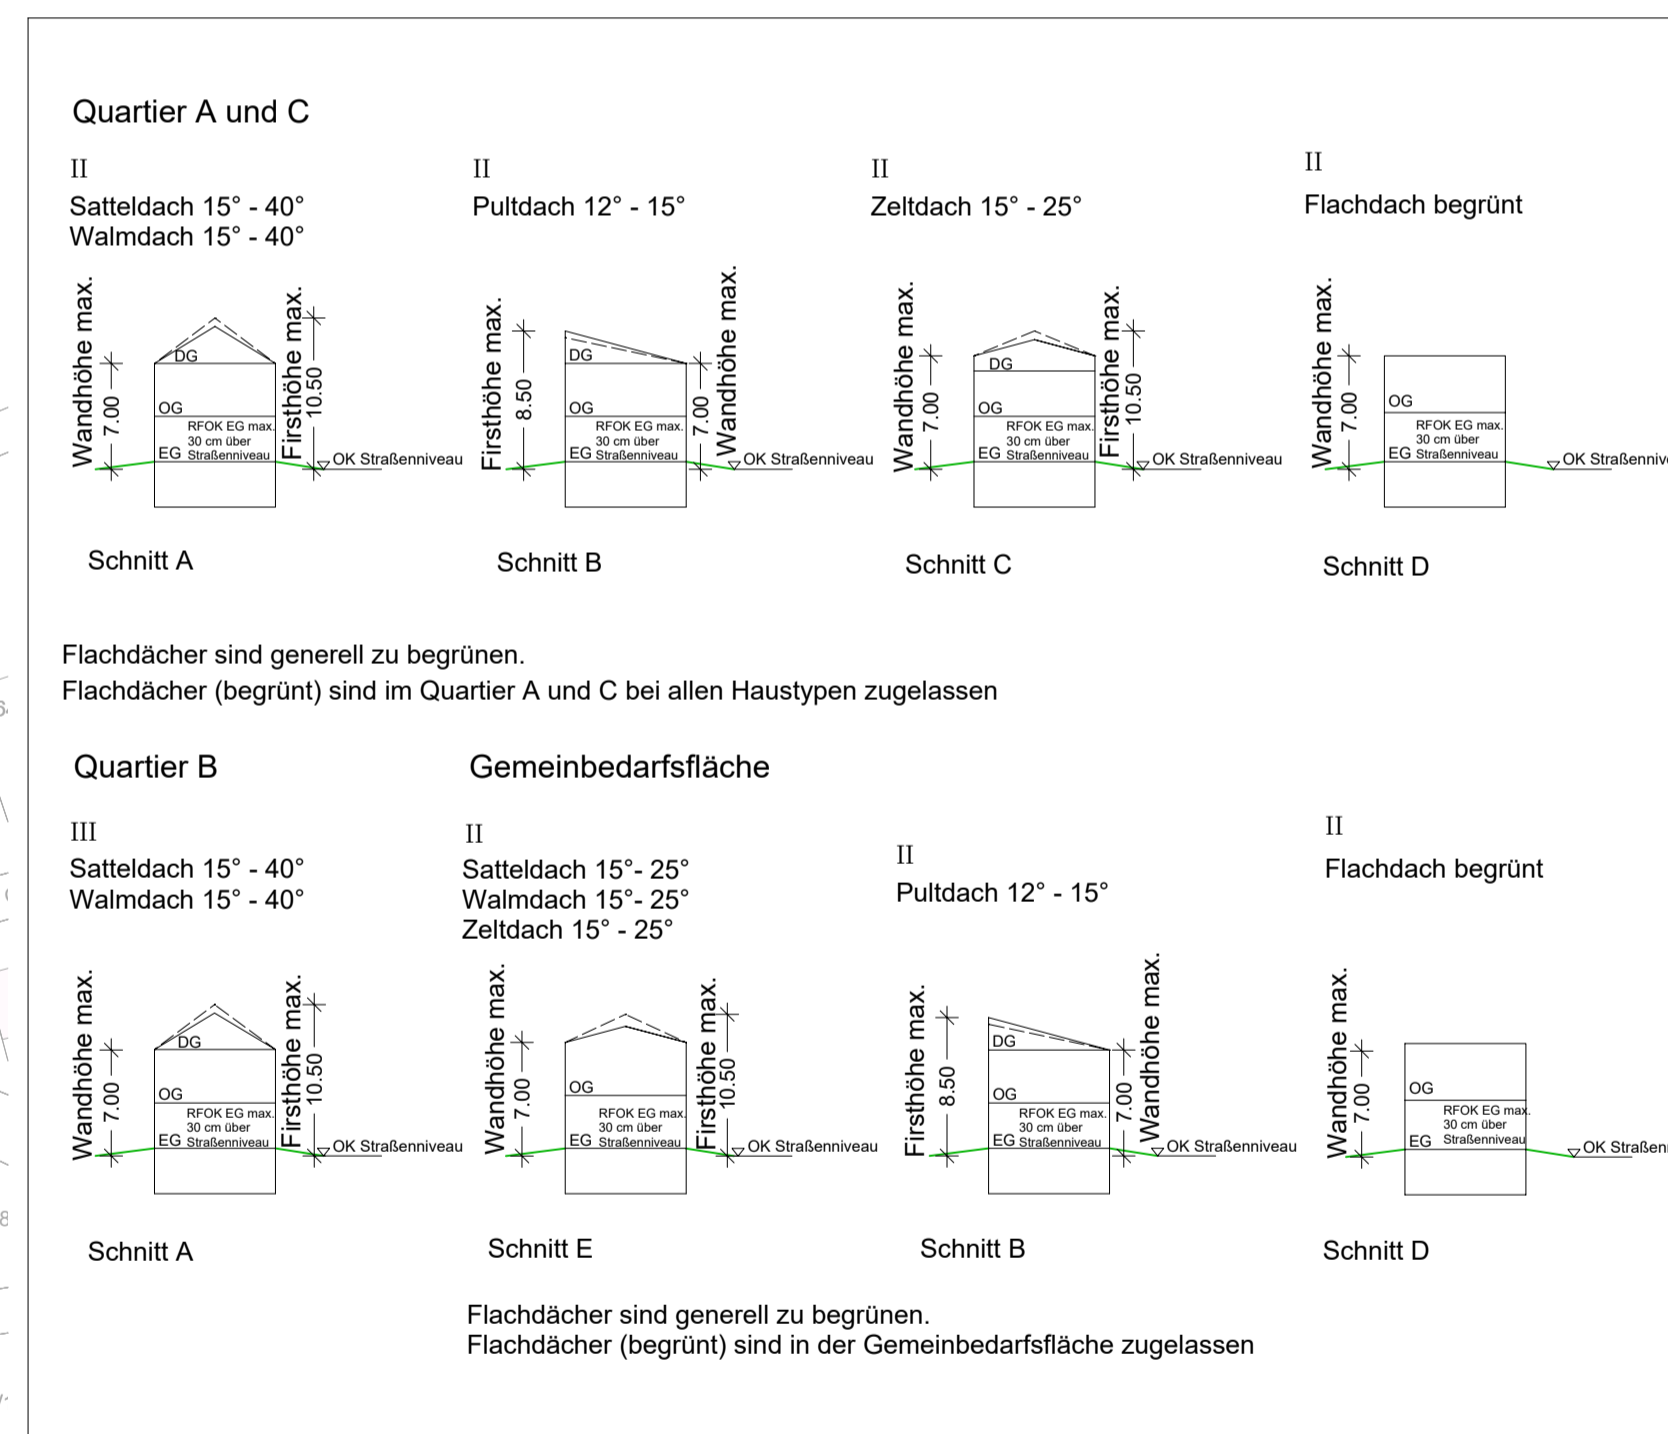 Quartier A und C
II
Satteldach 15° - 40°
Walmdach 15° - 40°
Wandhöhe max.
7.00
DG
OG
RFOK EG max.
30 cm über
EG Straßenniveau
Firsthöhe max.
10.50
OK Straßenniveau
Schnitt A
II
Pultdach 12° - 15°
Firsthöhe max.
8.50
DG
OG
RFOK EG max.
30 cm über
EG Straßenniveau
7.00
Wandhöhe max.
OK Straßenniveau
Schnitt B
II
Zeltdach 15° - 25°
Wandhöhe max.
7.00
DG
OG
RFOK EG max.
30 cm über
EG Straßenniveau
Firsthöhe max.
10.50
OK Straßenniveau
Schnitt C
II
Flachdach begrünt
Wandhöhe max.
7.00
OG
RFOK EG max.
30 cm über
EG Straßenniveau
OK Straßenniv
Schnitt D
Flachdächer sind generell zu begrünen.
Flachdächer (begrünt) sind im Quartier A und C bei allen Haustypen zugelassen
Quartier B
III
Satteldach 15° - 40°
Walmdach 15° - 40°
Wandhöhe max.
7.00
DG
OG
RFOK EG max.
30 cm über
EG Straßenniveau
Firsthöhe max.
10.50
OK Straßenniveau
Schnitt A
Gemeinbedarfsfläche
II
Satteldach 15°- 25°
Walmdach 15°- 25°
Zeltdach 15° - 25°
Wandhöhe max.
7.00
OG
RFOK EG max.
30 cm über
EG Straßenniveau
Firsthöhe max.
10.50
OK Straßenniveau
Schnitt E
II
Pultdach 12° - 15°
Firsthöhe max.
8.50
DG
OG
RFOK EG max.
30 cm über
EG Straßenniveau
7.00
Wandhöhe max.
OK Straßenniveau
Schnitt B
II
Flachdach begrünt
Wandhöhe max.
7.00
OG
RFOK EG max.
30 cm über
EG Straßenniveau
OK Straßen
Schnitt D
Flachdächer sind generell zu begrünen.
Flachdächer (begrünt) sind in der Gemeinbedarfsfläche zugelassen